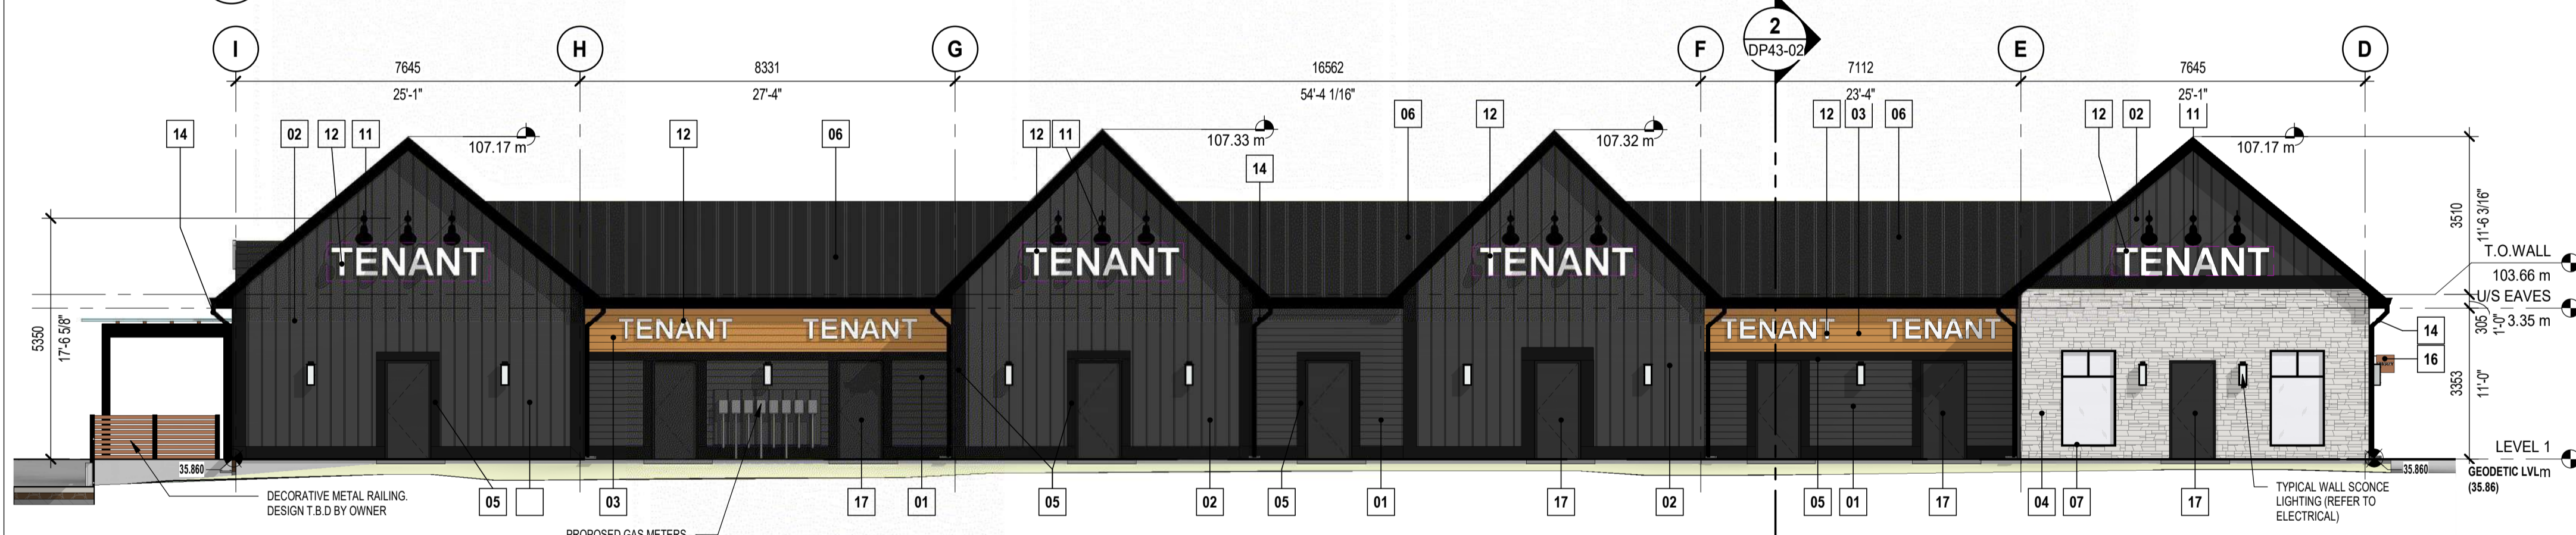 I
H
G
F
2
DP43-02
E
D
7645
8331
16562
7112
7645
25'-1"
27'-4"
54'-4 1/16"
23'-4"
25'-1"
14
02
12
11
107.17 m
12
06
12
11
107.33 m
14
06
12
107.32 m
12
03
06
12
02
11
107.17 m
3510
11'-6 3/16"
T.O.WALL
103.66 m
U/S EAVES
3.35 m
305
1'-0"
14
16
3353
11'-0"
5350
17'-6 5/8"
TENANT
TENANT
TENANT
TENANT
TENANT
TENANT
TENANT
TENANT
35.860
LEVEL 1
35.860
GEODETIC LVL m
(35.86)
DECORATIVE METAL RAILING.
DESIGN T.B.D BY OWNER
05
03
17
01
05
02
05
01
17
02
05
01
17
04
07
17
TYPICAL WALL SCONCE
LIGHTING (REFER TO
ELECTRICAL)
PROPOSED GAS METERS